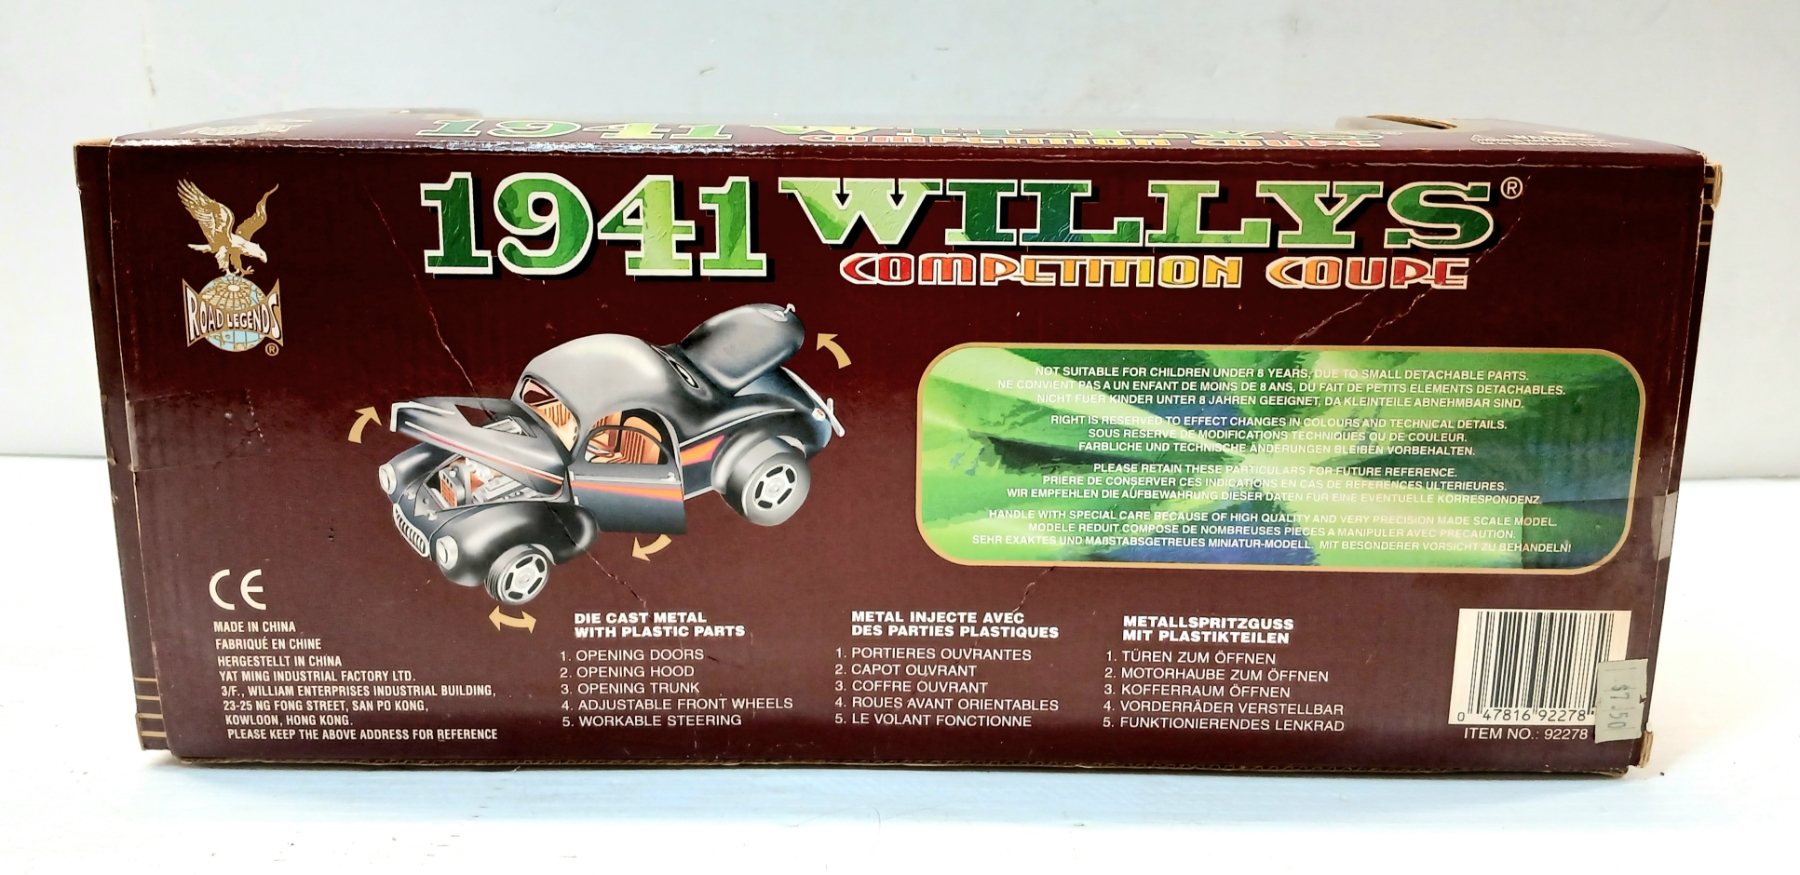 1941 WILLYS
COMPETITION COUPE
1941 WILLYS®
COMPETITION COUPE
ROAD LEGENDS
®
NOT SUITABLE FOR CHILDREN UNDER 8 YEARS, DUE TO SMALL DETACHABLE PARTS.
NE CONVIENT PAS A UN ENFANT DE MOINS DE 8 ANS, DU FAIT DE PETITS ELEMENTS DETACHABLES.
NICHT FUER KINDER UNTER 8 JAHREN GEEIGNET, DA KLEINTEILE ABNEHMBAR SIND.
RIGHT IS RESERVED TO EFFECT CHANGES IN COLOURS AND TECHNICAL DETAILS.
SOUS RESERVE DE MODIFICATIONS TECHNIQUES OU DE COULEUR.
FARBLICHE UND TECHNISCHE ÄNDERUNGEN BLEIBEN VORBEHALTEN.
PLEASE RETAIN THESE PARTICULARS FOR FUTURE REFERENCE.
PRIERE DE CONSERVER CES INDICATIONS EN CAS DE REFERENCES ULTERIEURES.
WIR EMPFEHLEN DIE AUFBEWAHRUNG DIESER DATEN FÜR EINE EVENTUELLE KORRESPONDENZ.
HANDLE WITH SPECIAL CARE BECAUSE OF HIGH QUALITY AND VERY PRECISION MADE SCALE MODEL.
MODELE REDUIT COMPOSE DE NOMBREUSES PIECES A MANIPULER AVEC PRECAUTION.
SEHR EXAKTES UND MAßSTABSGETREUES MINIATUR-MODELL. MIT BESONDERER VORSICHT ZU BEHANDELN!
CE
MADE IN CHINA
FABRIQUÉ EN CHINE
HERGESTELLT IN CHINA
YAT MING INDUSTRIAL FACTORY LTD.
3/F., WILLIAM ENTERPRISES INDUSTRIAL BUILDING,
23-25 NG FONG STREET, SAN PO KONG,
KOWLOON, HONG KONG.
PLEASE KEEP THE ABOVE ADDRESS FOR REFERENCE
DIE CAST METAL
WITH PLASTIC PARTS
1. OPENING DOORS
2. OPENING HOOD
3. OPENING TRUNK
4. ADJUSTABLE FRONT WHEELS
5. WORKABLE STEERING
METAL INJECTE AVEC
DES PARTIES PLASTIQUES
1. PORTIERES OUVRANTES
2. CAPOT OUVRANT
3. COFFRE OUVRANT
4. ROUES AVANT ORIENTABLES
5. LE VOLANT FONCTIONNE
METALLSPRITZGUSS
MIT PLASTIKTEILEN
1. TÜREN ZUM ÖFFNEN
2. MOTORHAUBE ZUM ÖFFNEN
3. KOFFERRAUM ÖFFNEN
4. VORDERRÄDER VERSTELLBAR
5. FUNKTIONIERENDES LENKRAD
0 47816 92278
ITEM NO.: 92278